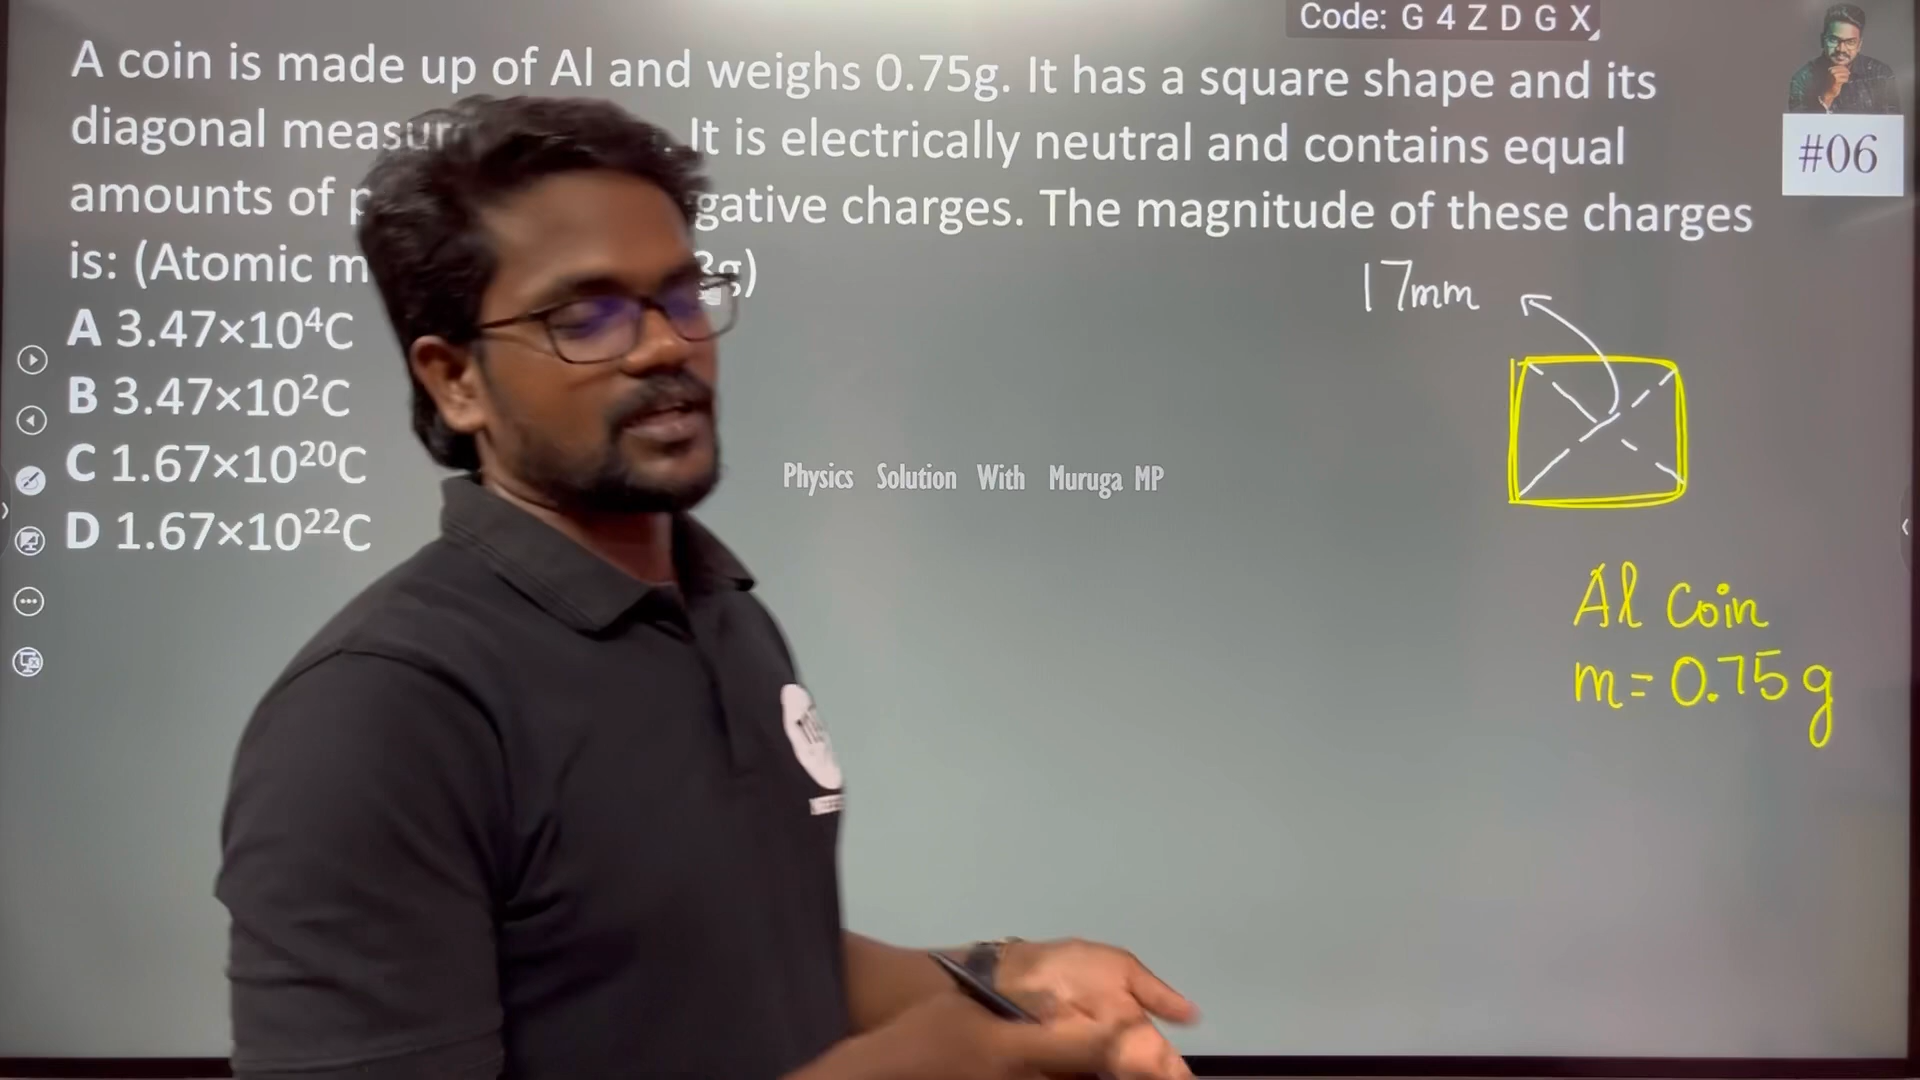 Code: G 4 Z D G X
A coin is made up of Al and weighs 0.75g. It has a square shape and its
diagonal . It is electrically neutral and contains equal
amounts of charges. The magnitude of these charges
is: (Atomic g)
A 3.47×10⁴C
B 3.47×10²C
C 1.67×10²⁰C
D 1.67×10²²C
#06
17mm
Physics Solution With Muruga MP
Al Coin
m = 0.75 g